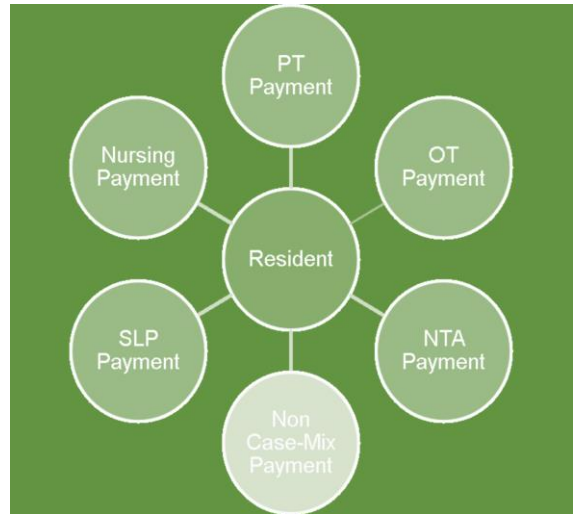 PT
Payment
Nursing
Payment
OT
Payment
Resident
SLP
Payment
NTA
Payment
Non
Case-Mix
Payment